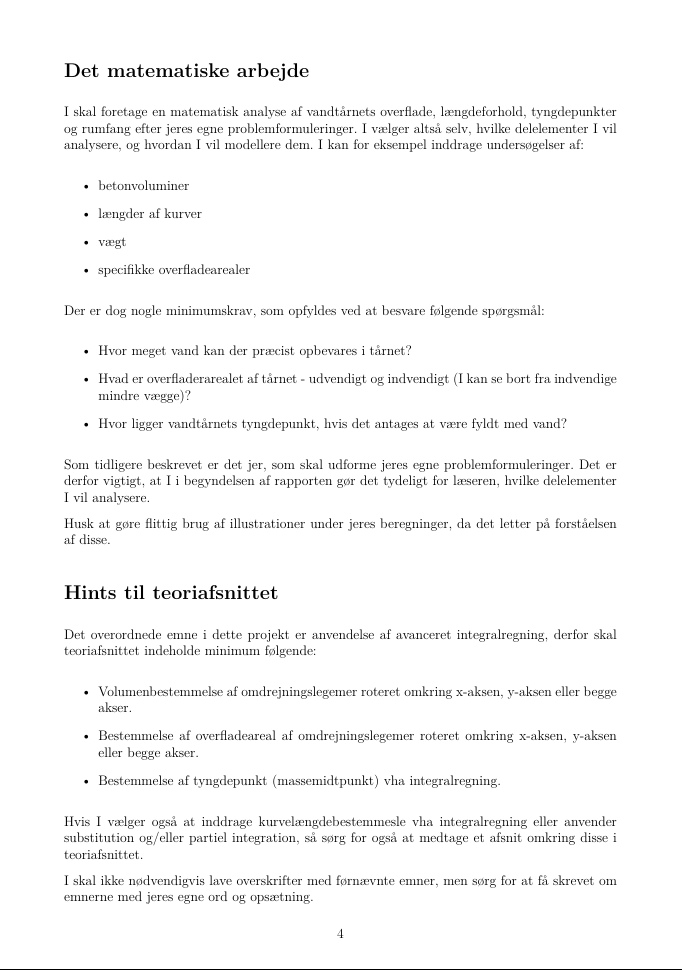 Det matematiske arbejde
I skal foretage en matematisk analyse af vandtårnets overflade, længdeforhold, tyngdepunkter
og rumfang efter jeres egne problemformuleringer. I vælger altså selv, hvilke delelementer I vil
analysere, og hvordan I vil modellere dem. I kan for eksempel inddrage undersøgelser af:
• betonvoluminer
• længder af kurver
• vægt
• specifikke overfladearealer
Der er dog nogle minimumskrav, som opfyldes ved at besvare følgende spørgsmål:
• Hvor meget vand kan der præcist opbevares i tårnet?
• Hvad er overfladerarealet af tårnet - udvendigt og indvendigt (I kan se bort fra indvendige
mindre vægge)?
• Hvor ligger vandtårnets tyngdepunkt, hvis det antages at være fyldt med vand?
Som tidligere beskrevet er det jer, som skal udforme jeres egne problemformuleringer. Det er
derfor vigtigt, at I i begyndelsen af rapporten gør det tydeligt for læseren, hvilke delelementer
I vil analysere.
Husk at gøre flittig brug af illustrationer under jeres beregninger, da det letter på forståelsen
af disse.
Hints til teoriafsnittet
Det overordnede emne i dette projekt er anvendelse af avanceret integralregning, derfor skal
teoriafsnittet indeholde minimum følgende:
• Volumenbestemmelse af omdrejningslegemer roteret omkring x-aksen, y-aksen eller begge
akser.
• Bestemmelse af overfladeareal af omdrejningslegemer roteret omkring x-aksen, y-aksen
eller begge akser.
• Bestemmelse af tyngdepunkt (massemidtpunkt) vha integralregning.
Hvis I vælger også at inddrage kurvelængdebestemmesle vha integralregning eller anvender
substitution og/eller partiel integration, så sørg for også at medtage et afsnit omkring disse i
teoriafsnittet.
I skal ikke nødvendigvis lave overskrifter med førnævnte emner, men sørg for at få skrevet om
emnerne med jeres egne ord og opsætning.
4